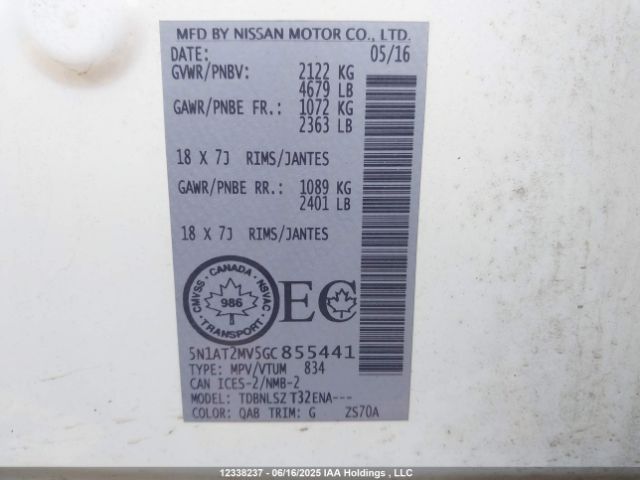 MFD BY NISSAN MOTOR CO., LTD.
DATE: 05/16
GVWR/PNBV: 2122 KG
4679 LB
GAWR/PNBE FR.: 1072 KG
2363 LB
18 X 7J RIMS/JANTES
GAWR/PNBE RR.: 1089 KG
2401 LB
18 X 7J RIMS/JANTES
CANADA
CMVSS NSVAC
986
TRANSPORT
EC
5N1AT2MV5GC855441
TYPE: MPV/VTUM 834
CAN ICES-2/NMB-2
MODEL: TDBNLSZ T32ENA---
COLOR: QAB TRIM: G ZS70A
12338237 - 06/16/2025 IAA Holdings , LLC